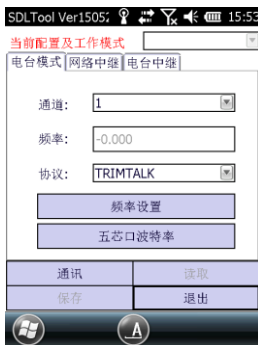 SDLTool Ver15052 15:53
当前配置及工作模式
电台模式 网络中继 电台中继
通道: 1
频率: -0.000
协议: TRIMTALK
频率设置
五芯口波特率
通讯 读取
保存 退出
A